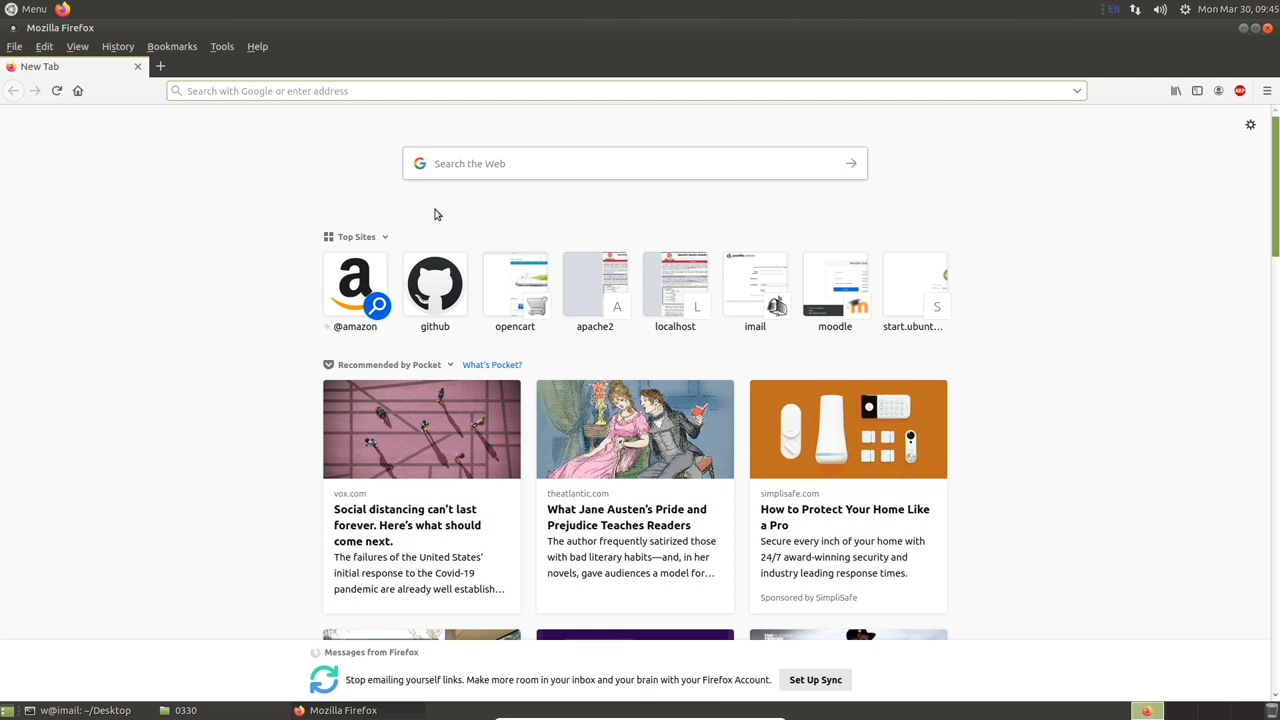 Menu
EN
Mon Mar 30, 09:45
Mozilla Firefox
File Edit View History Bookmarks Tools Help
New Tab
Search with Google or enter address
ABP
Search the Web
Top Sites
A
L
S
@amazon
github
opencart
apache2
localhost
imail
moodle
start.ubunt...
Recommended by Pocket
What's Pocket?
vox.com
Social distancing can't last
forever. Here's what should
come next.
The failures of the United States'
initial response to the Covid-19
pandemic are already well establish...
theatlantic.com
What Jane Austen's Pride and
Prejudice Teaches Readers
The author frequently satirized those
with bad literary habits—and, in her
novels, gave audiences a model for...
simplisafe.com
How to Protect Your Home Like
a Pro
Secure every inch of your home with
24/7 award-winning security and
industry leading response times.
Sponsored by SimpliSafe
Messages from Firefox
Stop emailing yourself links. Make more room in your inbox and your brain with your Firefox Account.
Set Up Sync
w@imail: ~/Desktop
0330
Mozilla Firefox